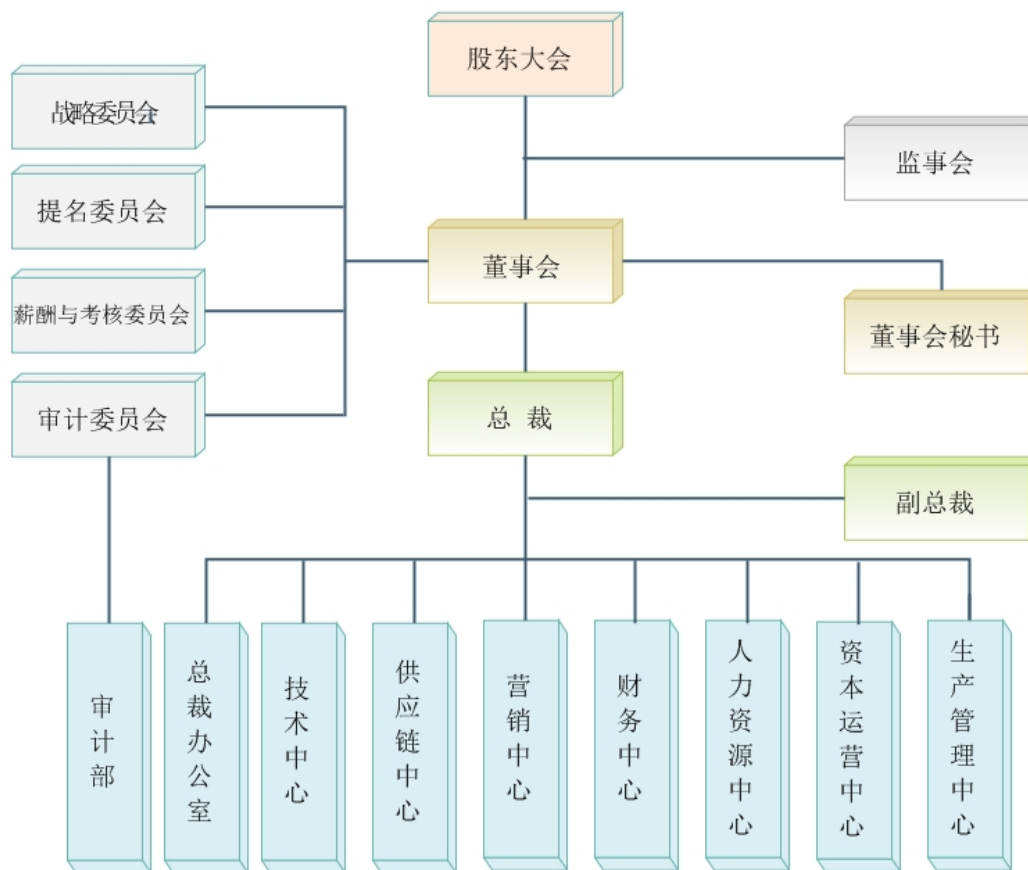 股东大会
战略委员会
监事会
提名委员会
董事会
薪酬与考核委员会
董事会秘书
审计委员会
总 裁
副总裁
审计部
总裁办公室
技术中心
供应链中心
营销中心
财务中心
人力资源中心
资本运营中心
生产管理中心